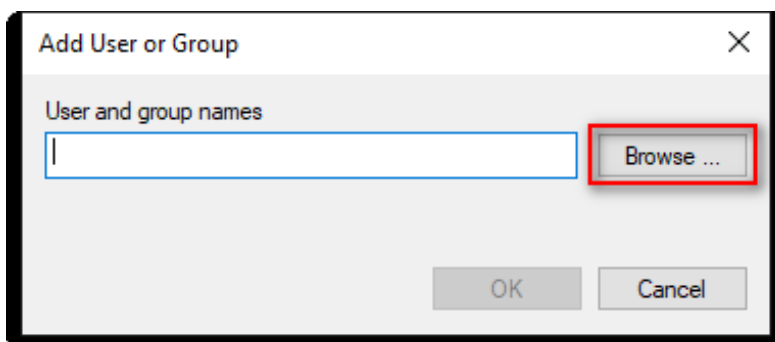 Add User or Group
User and group names
Browse ...
OK
Cancel